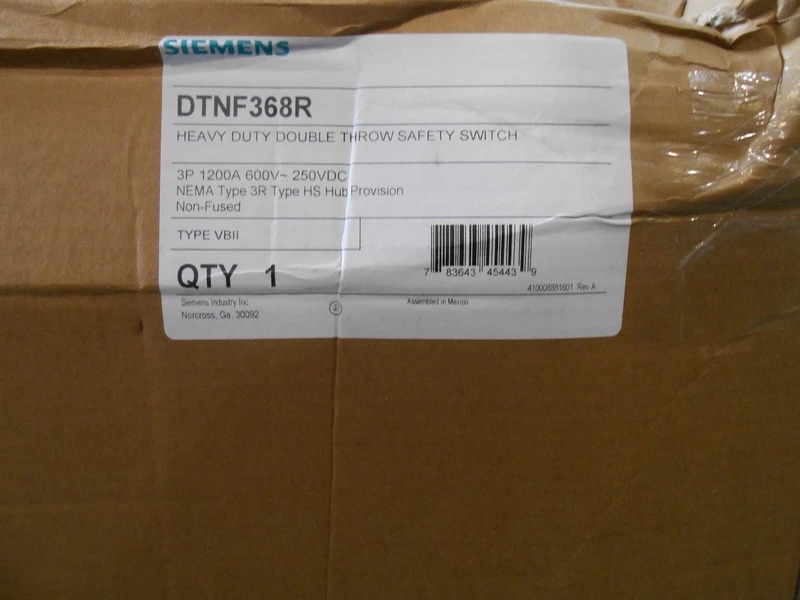 SIEMENS
DTNF368R
HEAVY DUTY DOUBLE THROW SAFETY SWITCH
3P 1200A 600V~ 250VDC
NEMA Type 3R Type HS Hub Provision
Non-Fused
TYPE VBII
QTY 1
7 83643 45443 9
410008881601 Rev.A
Siemens Industry Inc.
Norcross, Ga. 30092
Assembled in Mexico